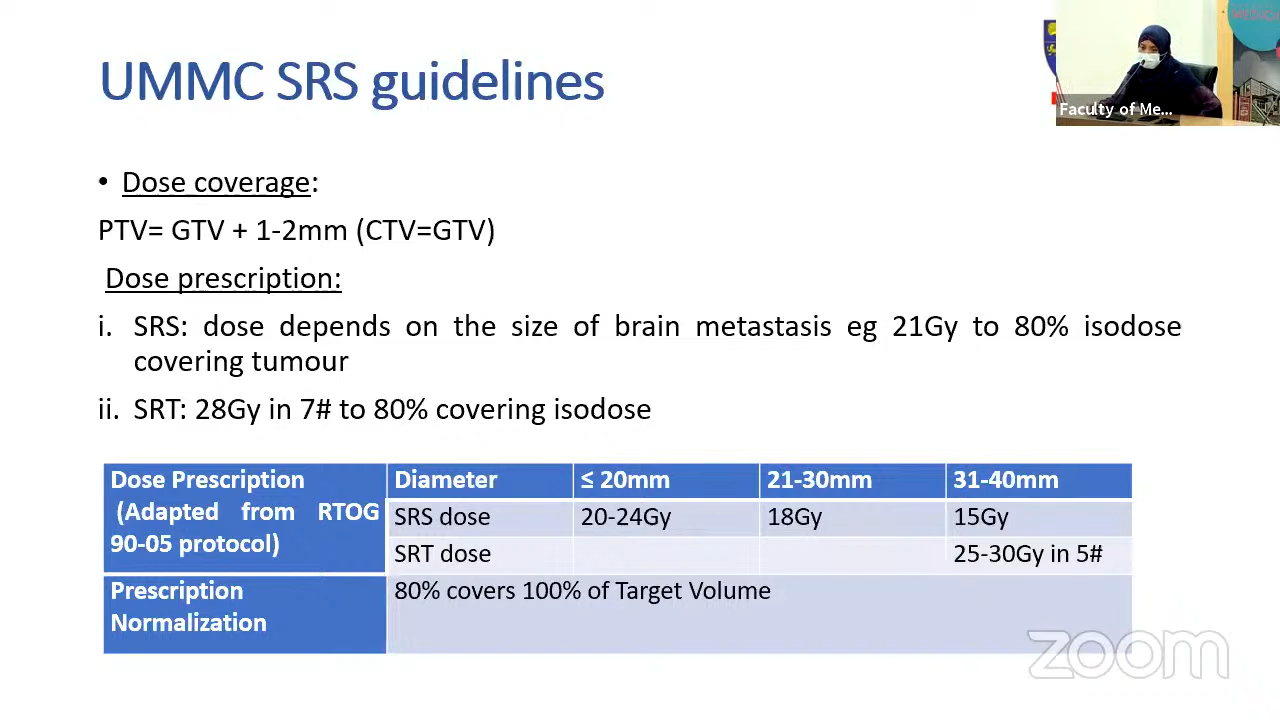 UMMC SRS guidelines
Faculty of Me...
• Dose coverage:
PTV= GTV + 1-2mm (CTV=GTV)
Dose prescription:
i. SRS: dose depends on the size of brain metastasis eg 21Gy to 80% isodose
covering tumour
ii. SRT: 28Gy in 7# to 80% covering isodose
Dose Prescription Diameter ≤ 20mm 21-30mm 31-40mm
(Adapted from RTOG SRS dose 20-24Gy 18Gy 15Gy
90-05 protocol) SRT dose 25-30Gy in 5#
Prescription 80% covers 100% of Target Volume
Normalization
zoom